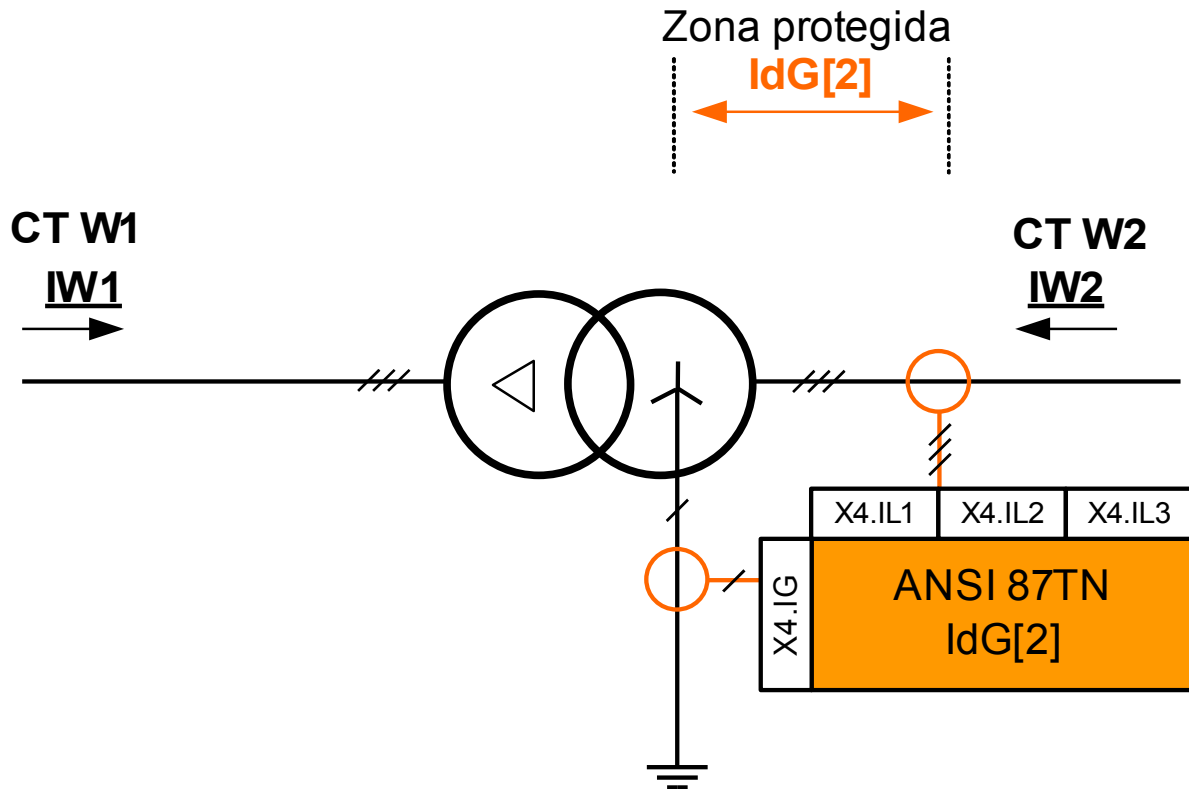 Zona protegida
IdG[2]
CT W1
IW1
CT W2
IW2
X4.IL1
X4.IL2
X4.IL3
X4.IG
ANSI 87TN
IdG[2]